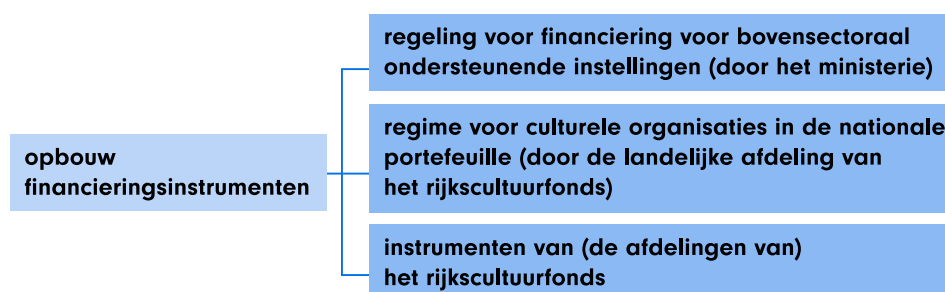 opbouw
financieringsinstrumenten
regeling voor financiering voor bovensectoraal
ondersteunende instellingen (door het ministerie)
regime voor culturele organisaties in de nationale
portefeuille (door de landelijke afdeling van
het rijkscultuurfonds)
instrumenten van (de afdelingen van)
het rijkscultuurfonds